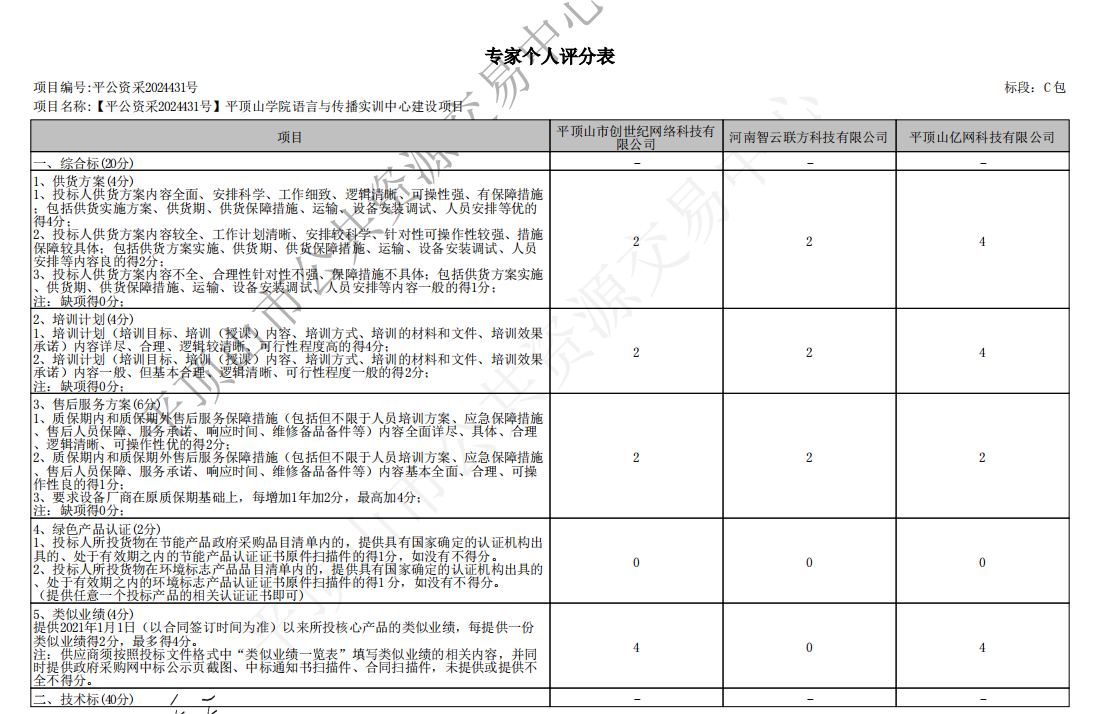 专家个人评分表
项目编号:平公资采2024431号
标段：C包
项目名称:【平公资采2024431号】平顶山学院语言与传播实训中心建设项目
项目
平顶山市创世纪网络科技有
限公司
河南智云联方科技有限公司
平顶山亿网科技有限公司
一、综合标(20分)
-
-
-
1、供货方案(4分)
1、投标人供货方案内容全面、安排科学、工作细致、逻辑清晰、可操性强、有保障措施
；包括供货实施方案、供货期、供货保障措施、运输、设备安装调试、人员安排等优的
得4分；
2、投标人供货方案内容较全、工作计划清晰、安排较科学、针对性可操作性较强、措施
保障较具体；包括供货方案实施、供货期、供货保障措施、运输、设备安装调试、人员
安排等内容良的得2分；
3、投标人供货方案内容不全、合理性针对性不强、保障措施不具体；包括供货方案实施
、供货期、供货保障措施、运输、设备安装调试、人员安排等内容一般的得1分；
注：缺项得0分；
2
2
4
2、培训计划(4分)
1、培训计划（培训目标、培训（授课）内容、培训方式、培训的材料和文件、培训效果
承诺）内容详尽、合理、逻辑较清晰、可行性程度高的得4分；
2、培训计划（培训目标、培训（授课）内容、培训方式、培训的材料和文件、培训效果
承诺）内容一般、但基本合理、逻辑清晰、可行性程度一般的得2分；
注：缺项得0分；
2
2
4
3、售后服务方案(6分)
1、质保期内和质保期外售后服务保障措施（包括但不限于人员培训方案、应急保障措施
、售后人员保障、服务承诺、响应时间、维修备品备件等）内容全面详尽、具体、合理
、逻辑清晰、可操作性优的得2分；
2、质保期内和质保期外售后服务保障措施（包括但不限于人员培训方案、应急保障措施
、售后人员保障、服务承诺、响应时间、维修备品备件等）内容基本全面、合理、可操
作性良的得1分；
3、要求设备厂商在原质保期基础上，每增加1年加2分，最高加4分；
注：缺项得0分；
2
2
2
4、绿色产品认证(2分)
1、投标人所投货物在节能产品政府采购品目清单内的，提供具有国家确定的认证机构出
具的、处于有效期之内的节能产品认证证书原件扫描件的得1分，如没有不得分。
2、投标人所投货物在环境标志产品品目清单内的，提供具有国家确定的认证机构出具的
、处于有效期之内的环境标志产品认证证书原件扫描件的得1 分，如没有不得分。
（提供任意一个投标产品的相关认证证书即可）
0
0
0
5、类似业绩(4分)
提供2021年1月1日（以合同签订时间为准）以来所投核心产品的类似业绩，每提供一份
类似业绩得2分，最多得4分。
注：供应商须按照投标文件格式中“类似业绩一览表”填写类似业绩的相关内容，并同
时提供政府采购网中标公示页截图、中标通知书扫描件、合同扫描件，未提供或提供不
全不得分。
4
0
4
二、技术标(40分)
-
-
-
平顶山市公共资源交易中心
平顶山市公共资源交易中心